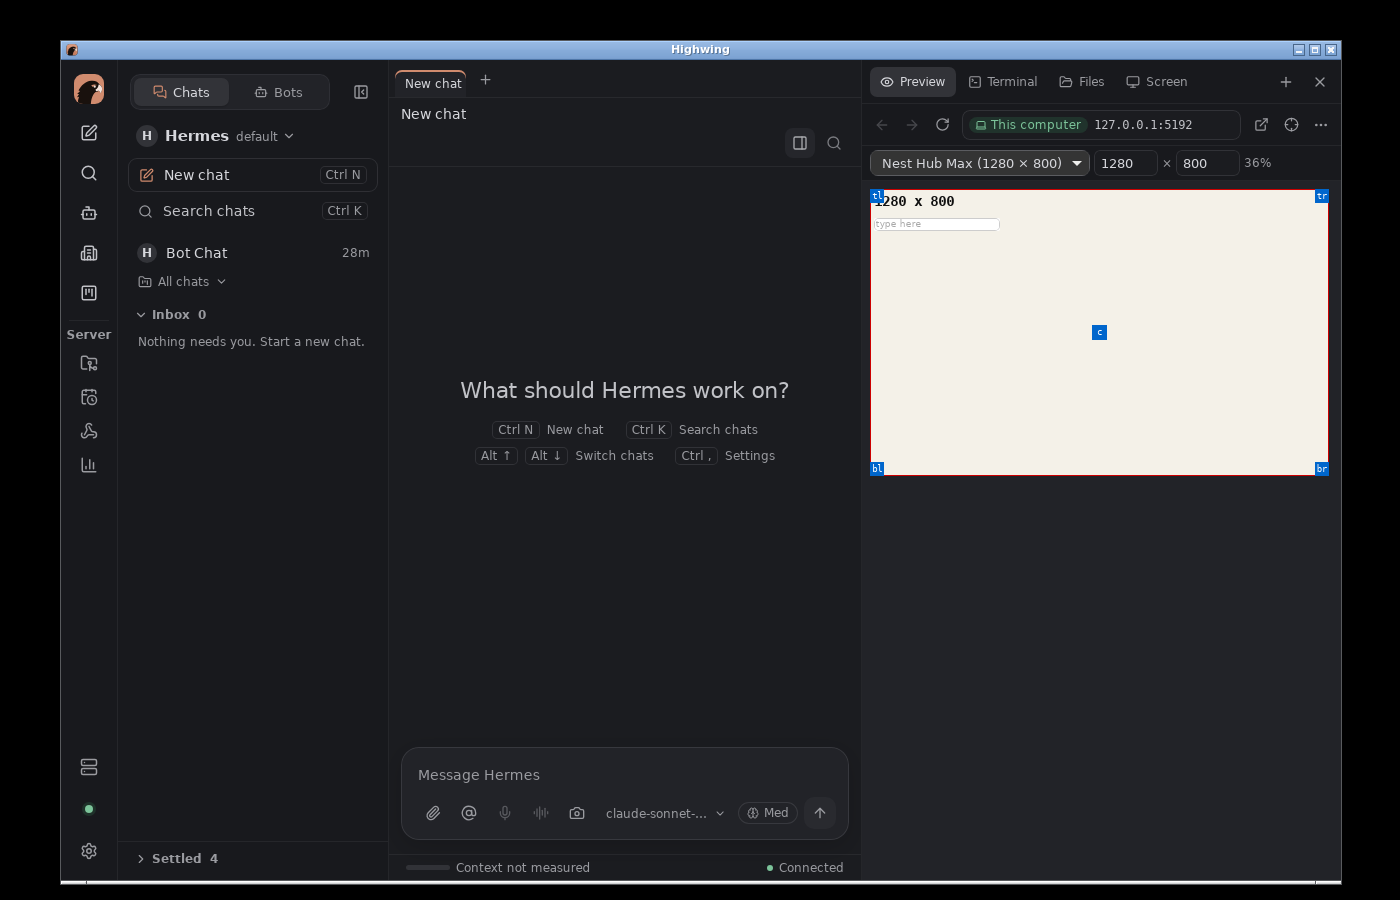 Highwing
Chats
Bots
H Hermes default
New chat Ctrl N
Search chats Ctrl K
H Bot Chat 28m
All chats
Inbox 0
Nothing needs you. Start a new chat.
Server
Settled 4
New chat
New chat
What should Hermes work on?
Ctrl N New chat Ctrl K Search chats
Alt ↑ Alt ↓ Switch chats Ctrl , Settings
Message Hermes
claude-sonnet-... Med
Context not measured Connected
Preview Terminal Files Screen
This computer 127.0.0.1:5192
Nest Hub Max (1280 × 800) 1280 × 800 36%
tl tr
1280 x 800
type here
c
bl br